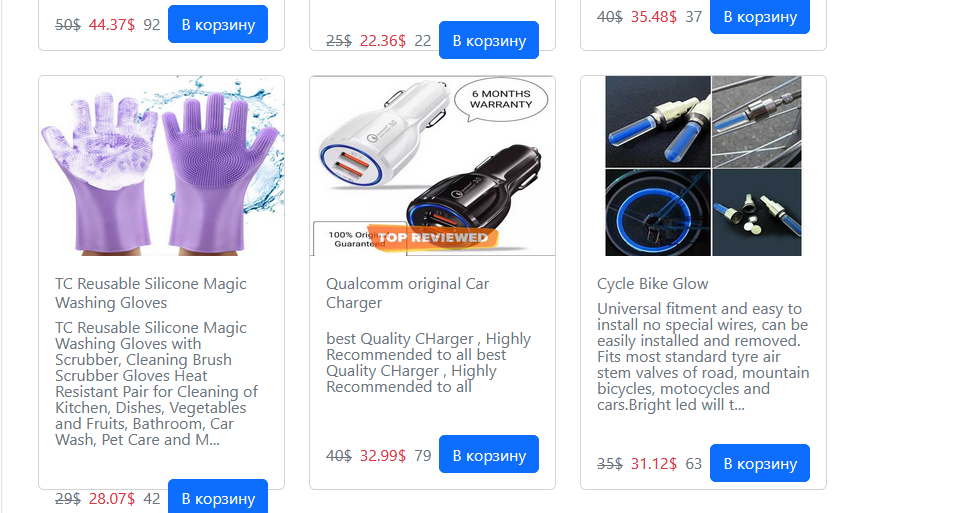 50$ 44.37$ 92 В корзину
25$ 22.36$ 22 В корзину
40$ 35.48$ 37 В корзину
6 MONTHS
WARRANTY
100% Original
Guaranteed
TOP REVIEWED
TC Reusable Silicone Magic
Washing Gloves
TC Reusable Silicone Magic
Washing Gloves with
Scrubber, Cleaning Brush
Scrubber Gloves Heat
Resistant Pair for Cleaning of
Kitchen, Dishes, Vegetables
and Fruits, Bathroom, Car
Wash, Pet Care and M...
29$ 28.07$ 42 В корзину
Qualcomm original Car
Charger
best Quality CHarger , Highly
Recommended to all best
Quality CHarger , Highly
Recommended to all
40$ 32.99$ 79 В корзину
Cycle Bike Glow
Universal fitment and easy to
install no special wires, can be
easily installed and removed.
Fits most standard tyre air
stem valves of road, mountain
bicycles, motocycles and
cars.Bright led will t...
35$ 31.12$ 63 В корзину